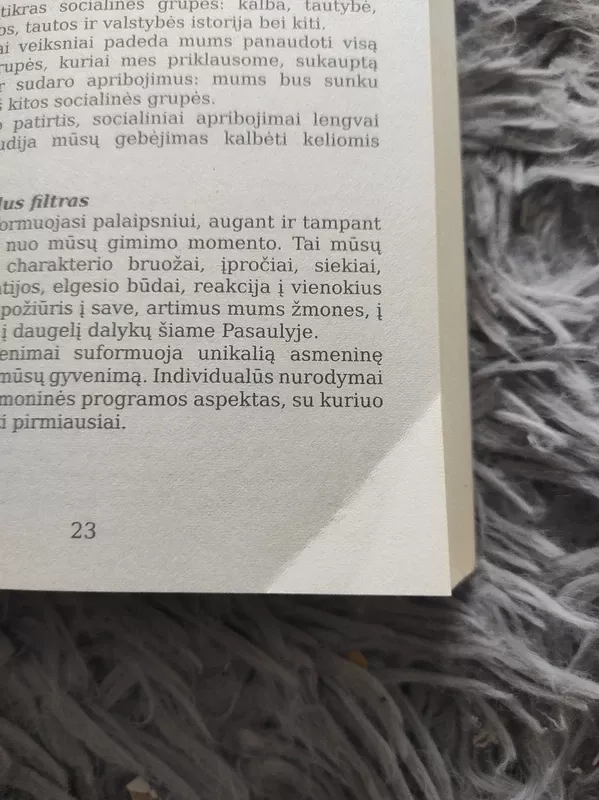 tikras socialinės grupės: kalba, tautybė,
os, tautos ir valstybės istorija bei kiti.
ai veiksniai padeda mums panaudoti visą
rupės, kuriai mes priklausome, sukauptą
r sudaro apribojimus: mums bus sunku
š kitos socialinės grupės.
o patirtis, socialiniai apribojimai lengvai
udija mūsų gebėjimas kalbėti keliomis
lus filtras
ormuojasi palaipsniui, augant ir tampant
nuo mūsų gimimo momento. Tai mūsų
charakterio bruožai, įpročiai, siekiai,
atijos, elgesio būdai, reakcija į vienokius
požiūris į save, artimus mums žmones, į
į daugelį dalykų šiame Pasaulyje.
enimai suformuoja unikalią asmeninę
mūsų gyvenimą. Individualūs nurodymai
moninės programos aspektas, su kuriuo
ti pirmiausiai.
23